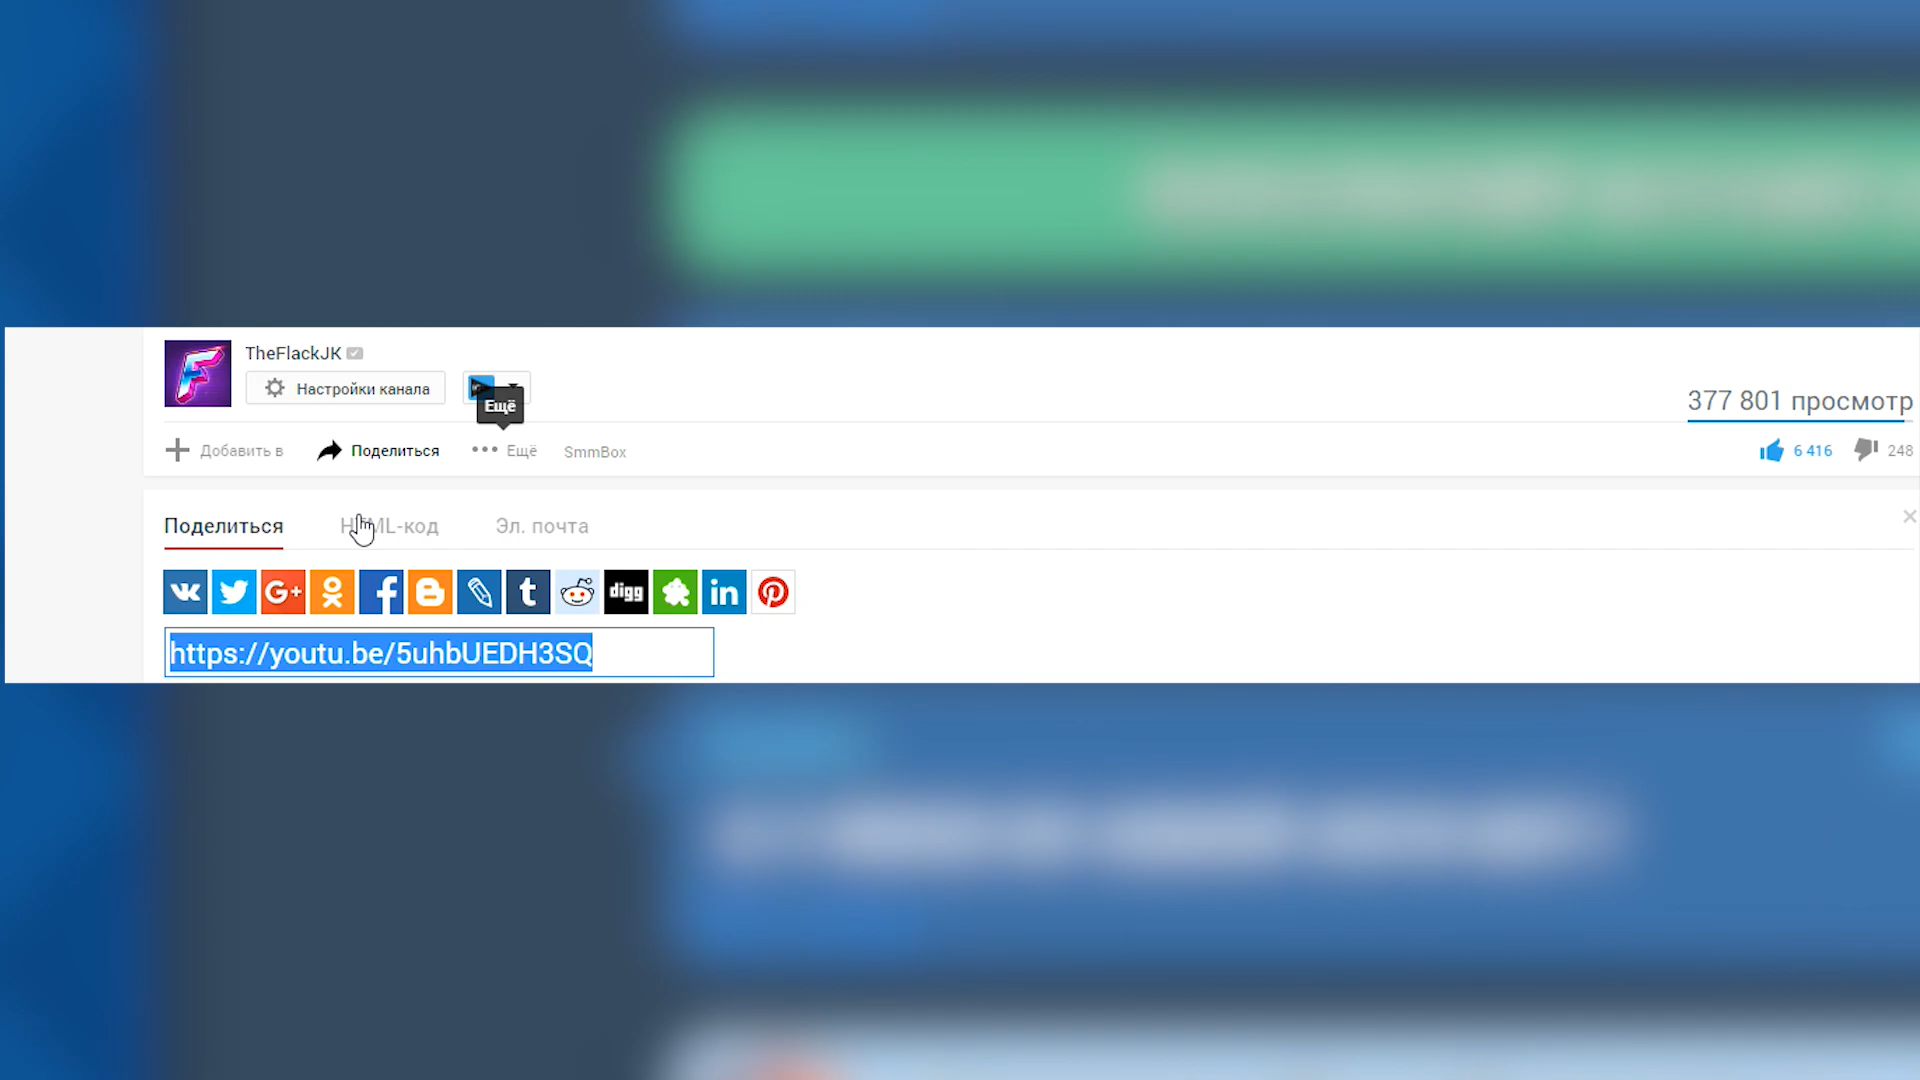 TheFlackJK
Настройки канала
Ещё
377 801 просмотр
Добавить в
Поделиться
Ещё
SmmBox
6 416
248
Поделиться
HTML-код
Эл. почта
digg
https://youtu.be/5uhbUEDH3SQ